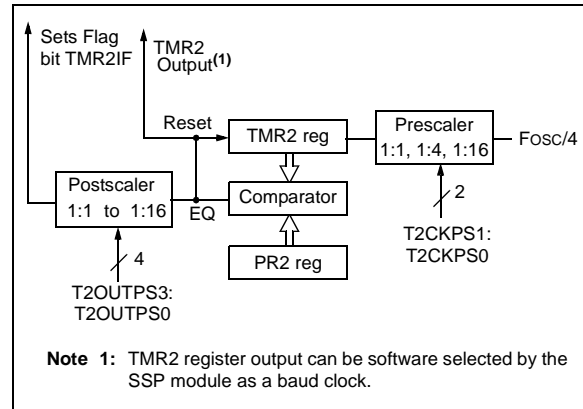 Sets Flag
bit TMR2IF
TMR2
Output(1)
Reset
TMR2 reg
Prescaler
1:1, 1:4, 1:16
FOSC/4
2
T2CKPS1:
T2CKPS0
Postscaler
1:1 to 1:16
EQ
Comparator
4
T2OUTPS3:
T2OUTPS0
PR2 reg
Note 1: TMR2 register output can be software selected by the
SSP module as a baud clock.